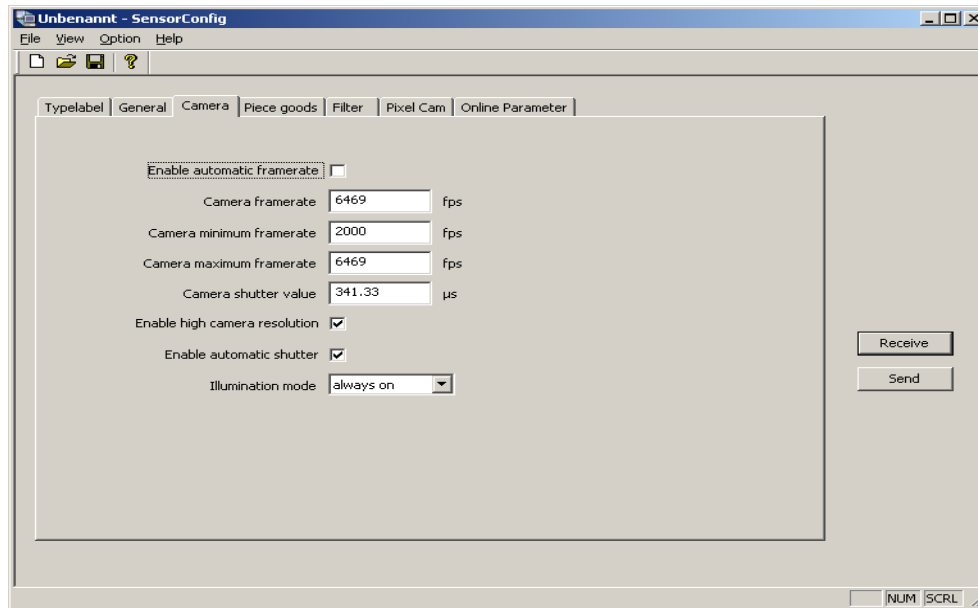 Unbenannt - SensorConfig
File View Option Help
Typelabel General Camera Piece goods Filter Pixel Cam Online Parameter
Enable automatic framerate
Camera framerate 6469 fps
Camera minimum framerate 2000 fps
Camera maximum framerate 6469 fps
Camera shutter value 341.33 µs
Enable high camera resolution
Receive
Enable automatic shutter
Send
Illumination mode always on
NUM SCRL